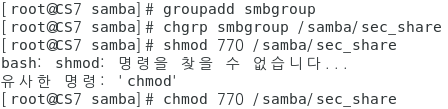 [root@CS7 samba]# groupadd smbgroup
[root@CS7 samba]# chgrp smbgroup /samba/sec_share
[root@CS7 samba]# shmod 770 /samba/sec_share
bash: shmod: 명령을 찾을 수 없습니다...
유사한 명령: 'chmod'
[root@CS7 samba]# chmod 770 /samba/sec_share